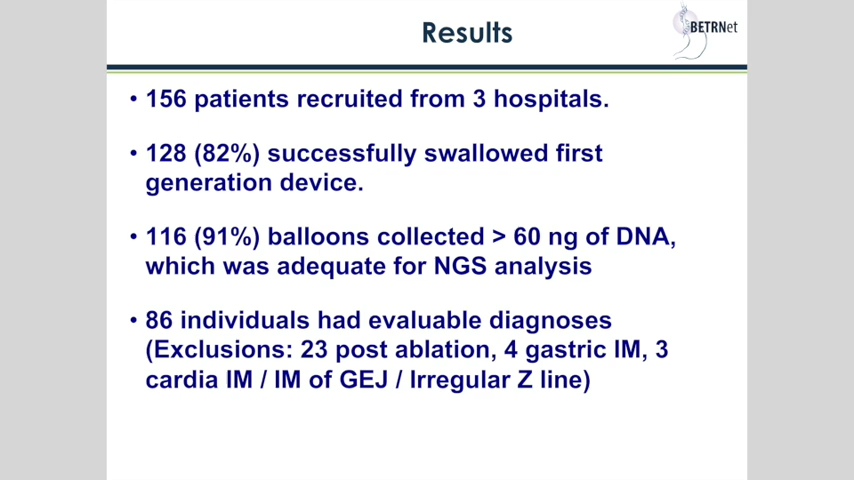 Results
BETRNet
• 156 patients recruited from 3 hospitals.
• 128 (82%) successfully swallowed first
generation device.
• 116 (91%) balloons collected > 60 ng of DNA,
which was adequate for NGS analysis
• 86 individuals had evaluable diagnoses
(Exclusions: 23 post ablation, 4 gastric IM, 3
cardia IM / IM of GEJ / Irregular Z line)